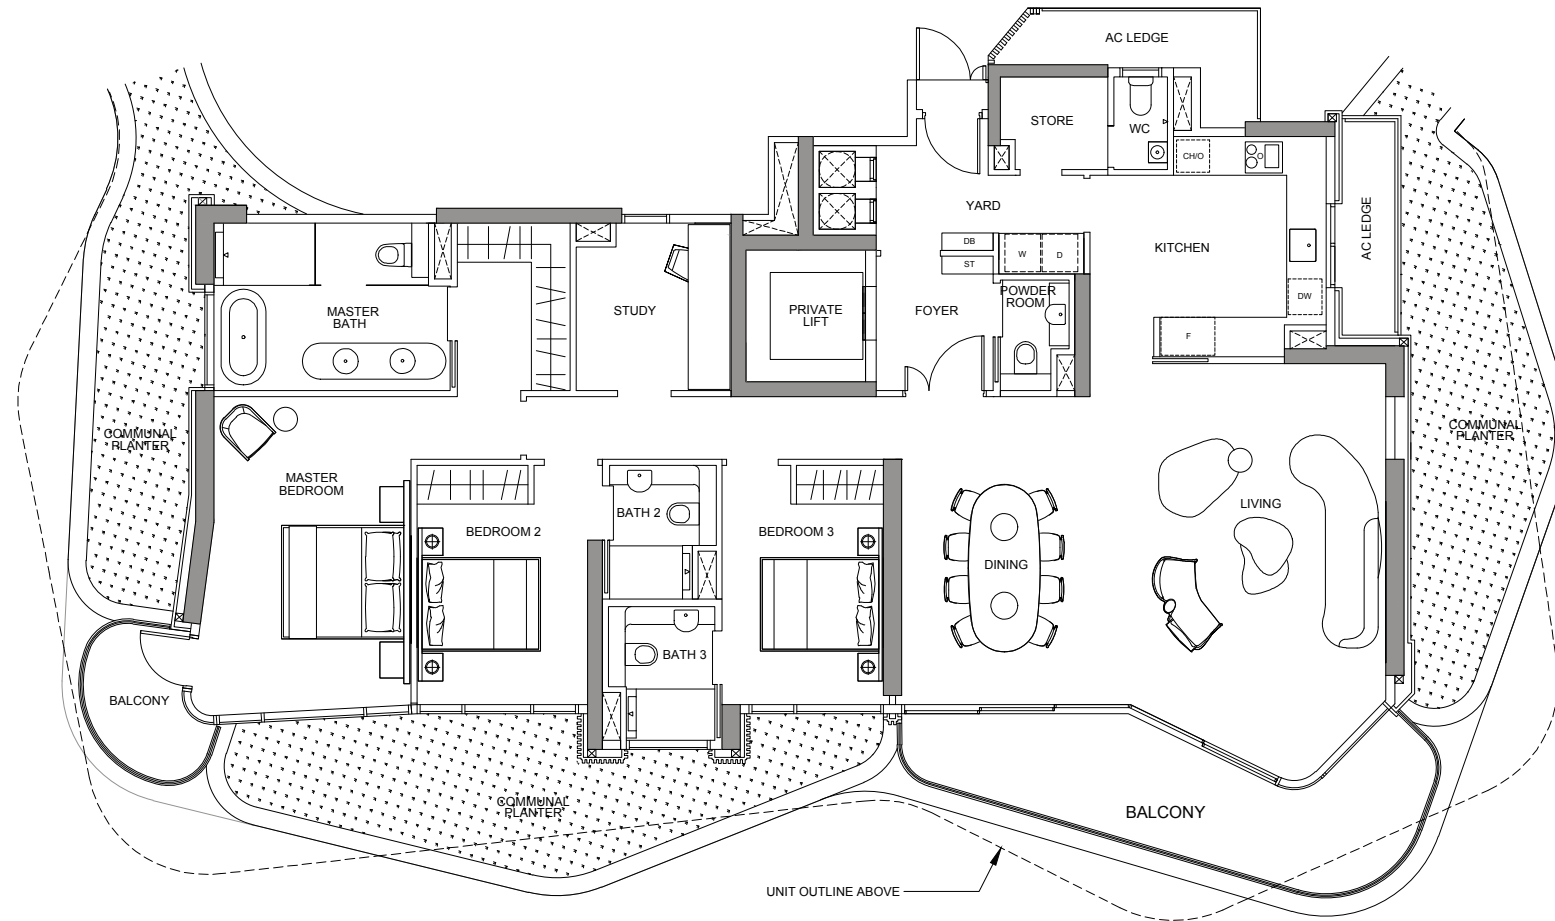 AC LEDGE
STORE
WC
CH/O
O
YARD
KITCHEN
AC LEDGE
DB
ST
W
D
DW
F
POWDER
ROOM
FOYER
PRIVATE
LIFT
STUDY
MASTER
BATH
COMMUNAL
PLANTER
MASTER
BEDROOM
BEDROOM 2
BATH 2
BEDROOM 3
DINING
LIVING
COMMUNAL
PLANTER
BATH 3
BALCONY
COMMUNAL
PLANTER
BALCONY
UNIT OUTLINE ABOVE